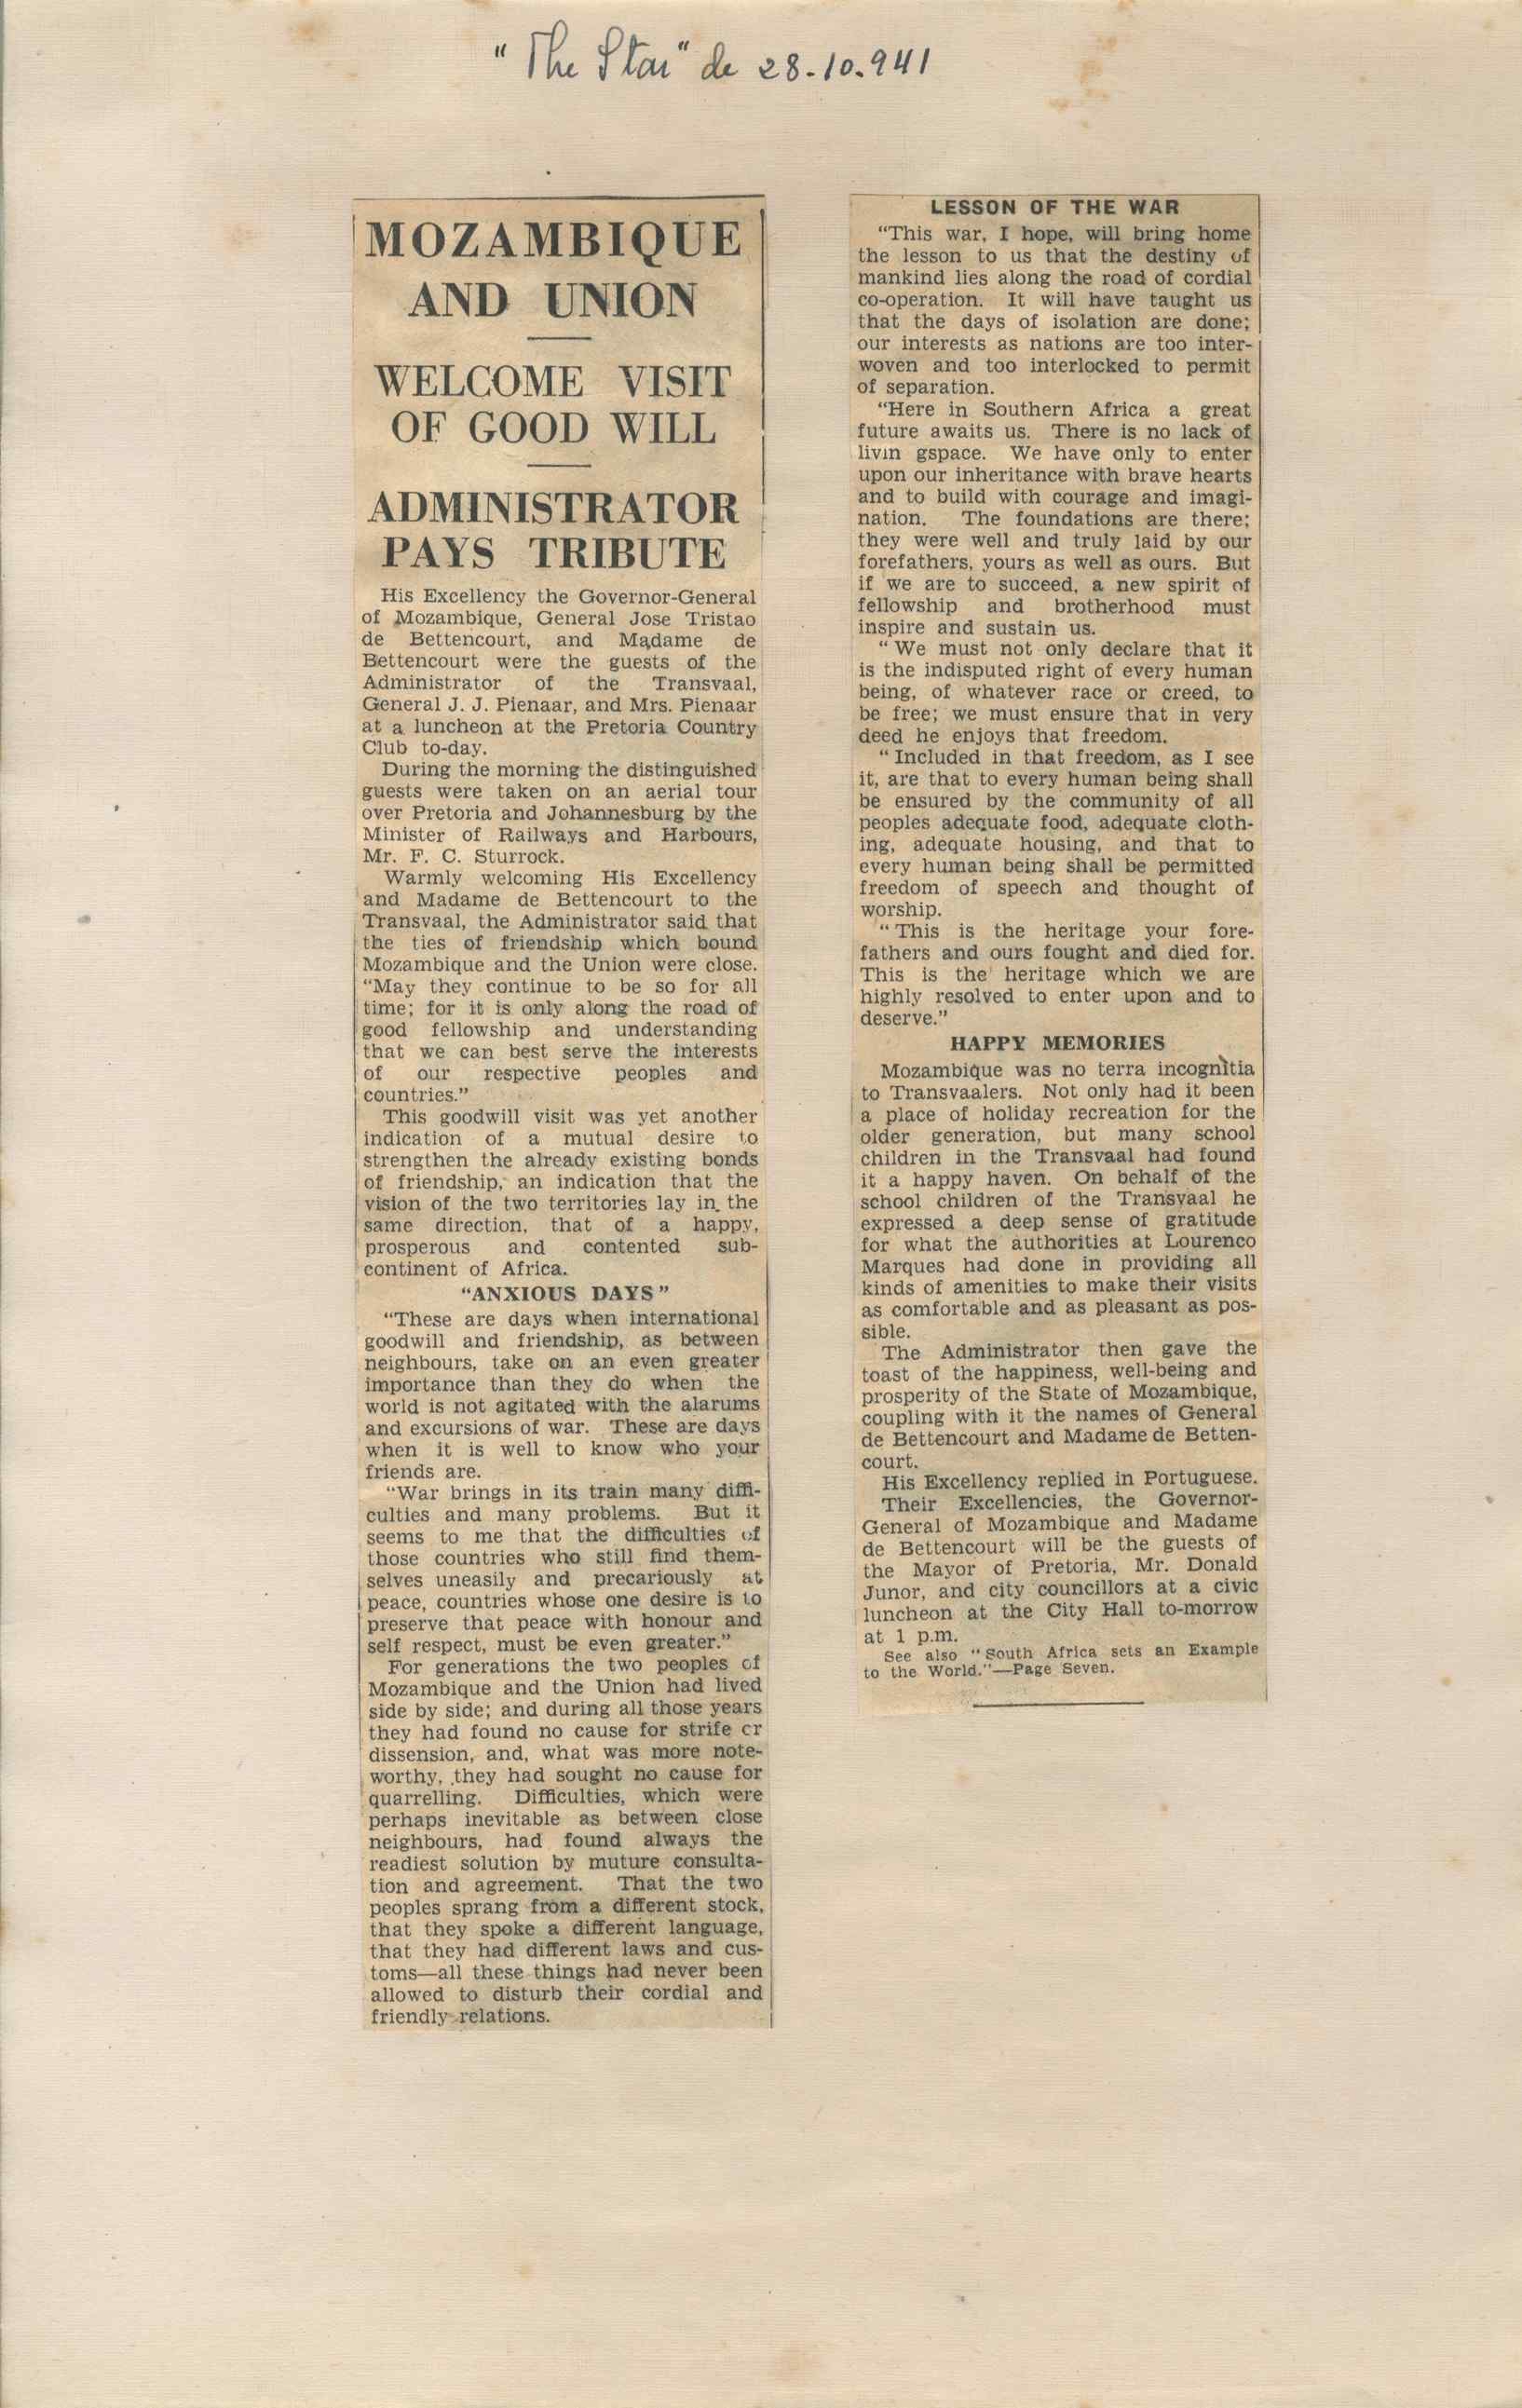 "The Star" de 28-10-941
MOZAMBIQUE
AND UNION
WELCOME VISIT
OF GOOD WILL
ADMINISTRATOR
PAYS TRIBUTE
His Excellency the Governor-General
of Mozambique, General Jose Tristao
de Bettencourt, and Madame de
Bettencourt were the guests of the
Administrator of the Transvaal,
General J. J. Pienaar, and Mrs. Pienaar
at a luncheon at the Pretoria Country
Club to-day.
During the morning the distinguished
guests were taken on an aerial tour
over Pretoria and Johannesburg by the
Minister of Railways and Harbours,
Mr. F. C. Sturrock.
Warmly welcoming His Excellency
and Madame de Bettencourt to the
Transvaal, the Administrator said that
the ties of friendship which bound
Mozambique and the Union were close.
"May they continue to be so for all
time; for it is only along the road of
good fellowship and understanding
that we can best serve the interests
of our respective peoples and
countries."
This goodwill visit was yet another
indication of a mutual desire to
strengthen the already existing bonds
of friendship, an indication that the
vision of the two territories lay in the
same direction, that of a happy,
prosperous and contented sub-
continent of Africa.
"ANXIOUS DAYS"
"These are days when international
goodwill and friendship, as between
neighbours, take on an even greater
importance than they do when the
world is not agitated with the alarums
and excursions of war. These are days
when it is well to know who your
friends are.
"War brings in its train many diffi-
culties and many problems. But it
seems to me that the difficulties of
those countries who still find them-
selves uneasily and precariously at
peace, countries whose one desire is to
preserve that peace with honour and
self respect, must be even greater."
For generations the two peoples of
Mozambique and the Union had lived
side by side; and during all those years
they had found no cause for strife or
dissension, and, what was more note-
worthy, they had sought no cause for
quarrelling. Difficulties, which were
perhaps inevitable as between close
neighbours, had found always the
readiest solution by muture consulta-
tion and agreement. That the two
peoples sprang from a different stock,
that they spoke a different language,
that they had different laws and cus-
toms—all these things had never been
allowed to disturb their cordial and
friendly relations.
LESSON OF THE WAR
"This war, I hope, will bring home
the lesson to us that the destiny of
mankind lies along the road of cordial
co-operation. It will have taught us
that the days of isolation are done;
our interests as nations are too inter-
woven and too interlocked to permit
of separation.
"Here in Southern Africa a great
future awaits us. There is no lack of
livin gspace. We have only to enter
upon our inheritance with brave hearts
and to build with courage and imagi-
nation. The foundations are there;
they were well and truly laid by our
forefathers, yours as well as ours. But
if we are to succeed, a new spirit of
fellowship and brotherhood must
inspire and sustain us.
"We must not only declare that it
is the indisputed right of every human
being, of whatever race or creed, to
be free; we must ensure that in very
deed he enjoys that freedom.
"Included in that freedom, as I see
it, are that to every human being shall
be ensured by the community of all
peoples adequate food, adequate cloth-
ing, adequate housing, and that to
every human being shall be permitted
freedom of speech and thought of
worship.
"This is the heritage your fore-
fathers and ours fought and died for.
This is the heritage which we are
highly resolved to enter upon and to
deserve."
HAPPY MEMORIES
Mozambique was no terra incognitia
to Transvaalers. Not only had it been
a place of holiday recreation for the
older generation, but many school
children in the Transvaal had found
it a happy haven. On behalf of the
school children of the Transvaal he
expressed a deep sense of gratitude
for what the authorities at Lourenco
Marques had done in providing all
kinds of amenities to make their visits
as comfortable and as pleasant as pos-
sible.
The Administrator then gave the
toast of the happiness, well-being and
prosperity of the State of Mozambique,
coupling with it the names of General
de Bettencourt and Madame de Betten-
court.
His Excellency replied in Portuguese.
Their Excellencies, the Governor-
General of Mozambique and Madame
de Bettencourt will be the guests of
the Mayor of Pretoria, Mr. Donald
Junor, and city councillors at a civic
luncheon at the City Hall to-morrow
at 1 p.m.
See also "South Africa sets an Example
to the World."—Page Seven.